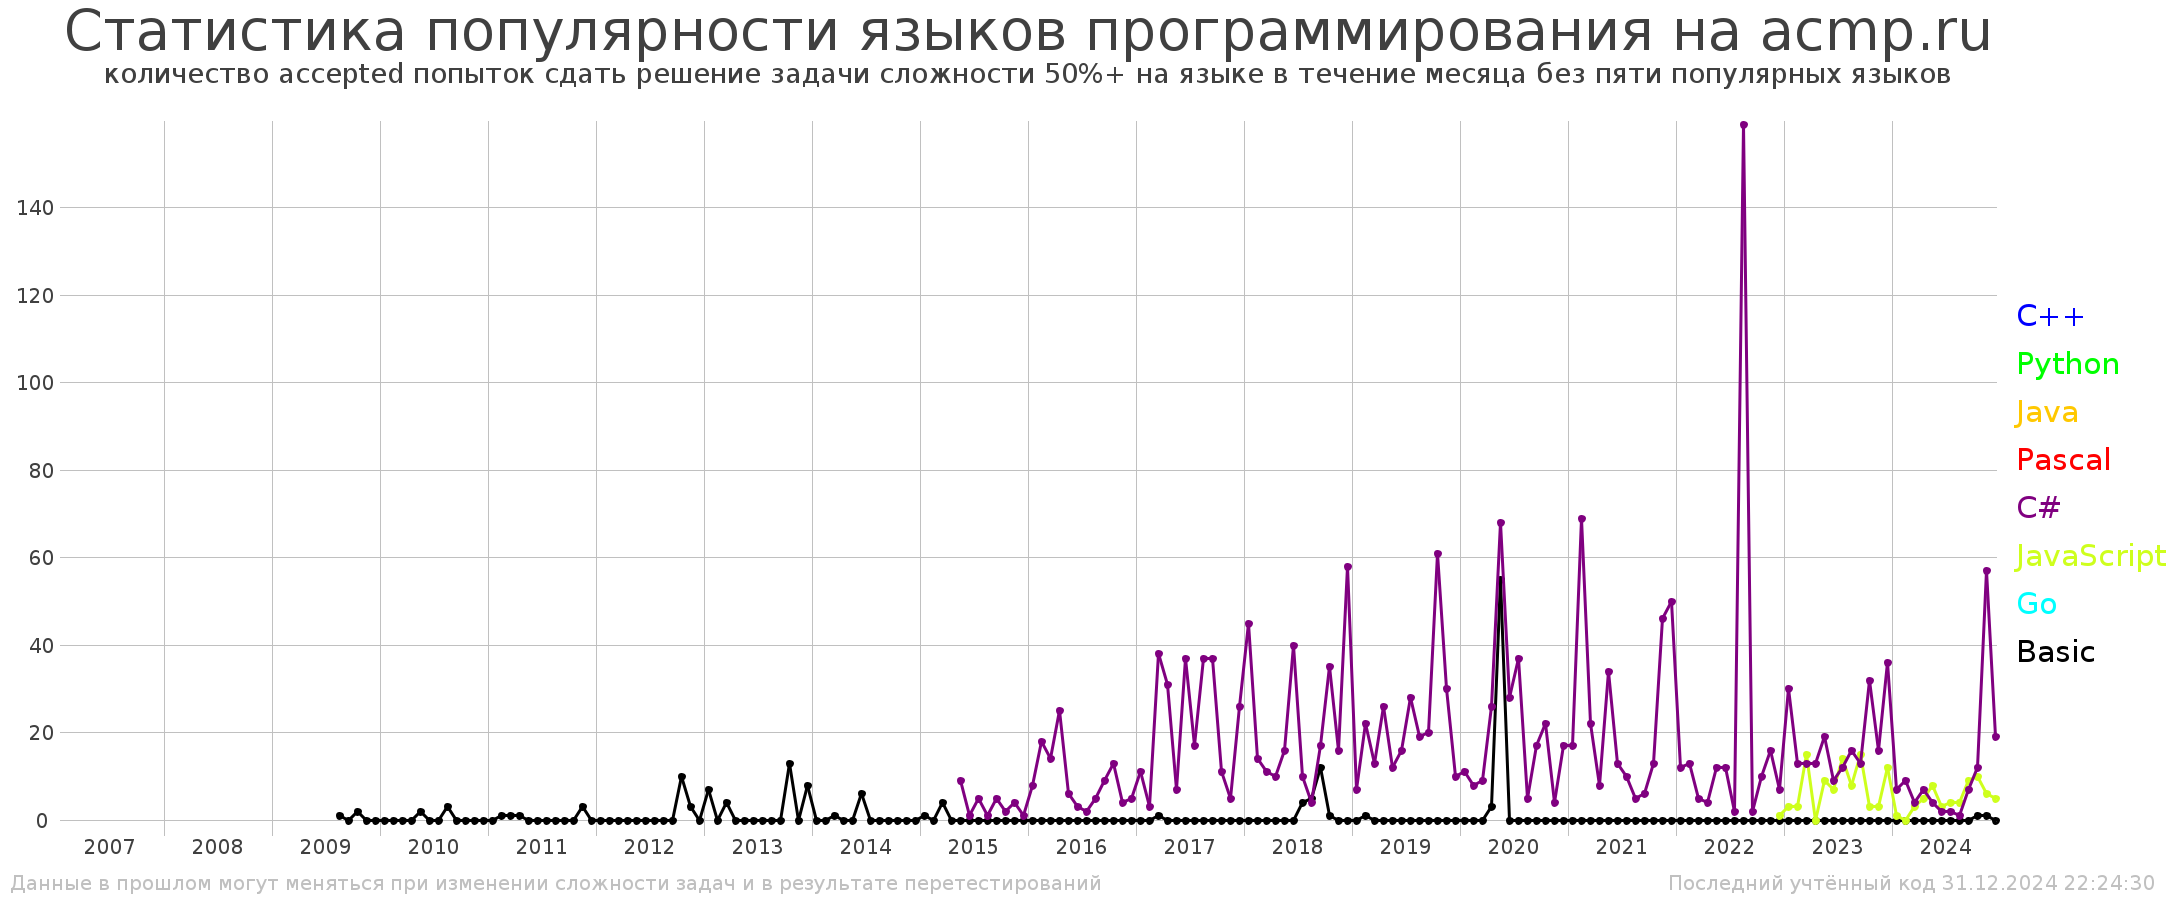 Статистика популярности языков программирования на acmp.ru
количество accepted попыток сдать решение задачи сложности 50%+ на языке в течение месяца без пяти популярных языков
140
120
100
80
60
40
20
0
C++
Python
Java
Pascal
C#
JavaScript
Go
Basic
2007 2008 2009 2010 2011 2012 2013 2014 2015 2016 2017 2018 2019 2020 2021 2022 2023 2024
Данные в прошлом могут меняться при изменении сложности задач и в результате перетестирований
Последний учтённый код 31.12.2024 22:24:30